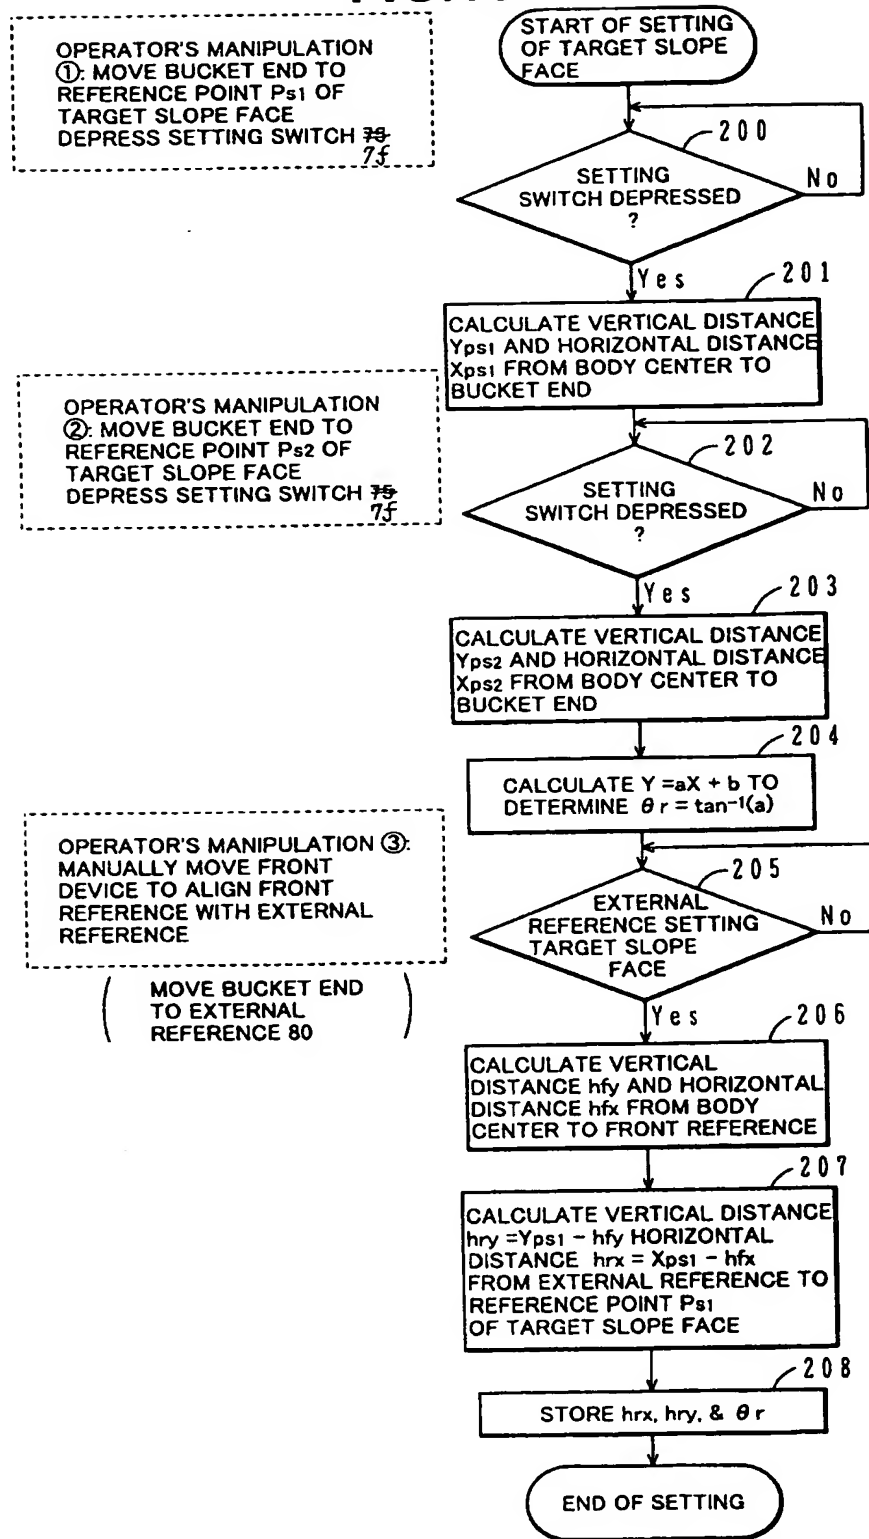 START OF SETTING
OF TARGET SLOPE
FACE
OPERATOR'S MANIPULATION
①: MOVE BUCKET END TO
REFERENCE POINT Ps1 OF
TARGET SLOPE FACE
DEPRESS SETTING SWITCH 75
7f
200
SETTING
SWITCH DEPRESSED
?
No
Yes
201
CALCULATE VERTICAL DISTANCE
Yps1 AND HORIZONTAL DISTANCE
Xps1 FROM BODY CENTER TO
BUCKET END
OPERATOR'S MANIPULATION
②: MOVE BUCKET END TO
REFERENCE POINT Ps2 OF
TARGET SLOPE FACE
DEPRESS SETTING SWITCH 75
7f
202
SETTING
SWITCH DEPRESSED
?
No
Yes
203
CALCULATE VERTICAL DISTANCE
Yps2 AND HORIZONTAL DISTANCE
Xps2 FROM BODY CENTER TO
BUCKET END
204
CALCULATE Y =aX + b TO
DETERMINE θr = tan⁻¹(a)
OPERATOR'S MANIPULATION ③:
MANUALLY MOVE FRONT
DEVICE TO ALIGN FRONT
REFERENCE WITH EXTERNAL
REFERENCE
( MOVE BUCKET END
TO EXTERNAL
REFERENCE 80 )
205
EXTERNAL
REFERENCE SETTING
TARGET SLOPE
FACE
No
Yes
206
CALCULATE VERTICAL
DISTANCE hfy AND HORIZONTAL
DISTANCE hfx FROM BODY
CENTER TO FRONT REFERENCE
207
CALCULATE VERTICAL DISTANCE
hry =Yps1 - hfy HORIZONTAL
DISTANCE hrx = Xps1 - hfx
FROM EXTERNAL REFERENCE TO
REFERENCE POINT Ps1
OF TARGET SLOPE FACE
208
STORE hrx, hry, & θr
END OF SETTING